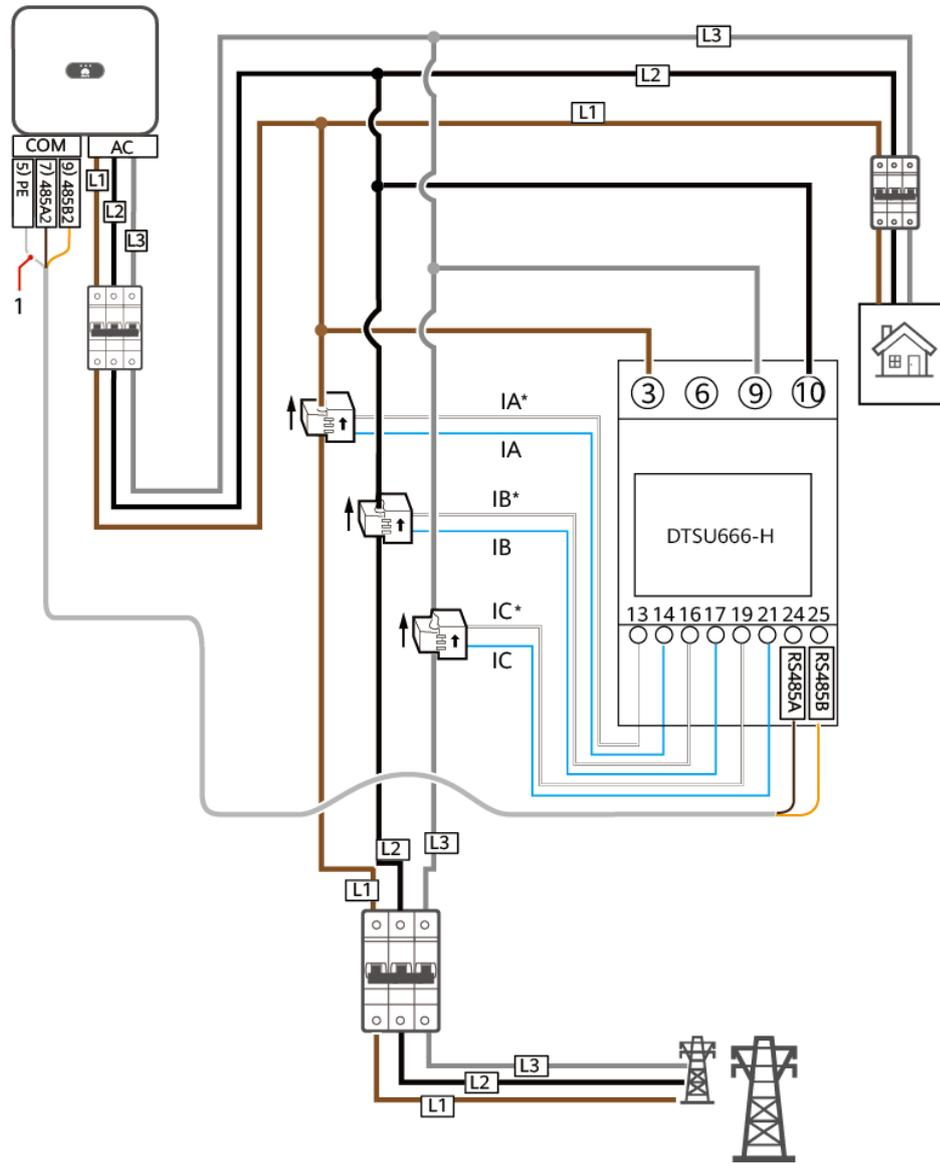 L3
L2
L1
COM
AC
5) PE
7) 485A2
9) 485B2
L1
L2
L3
1
3
6
9
10
IA*
IA
IB*
IB
IC*
IC
DTSU666-H
13 14 16 17 19 21 24 25
RS485A
RS485B
L2
L3
L1
L3
L2
L1